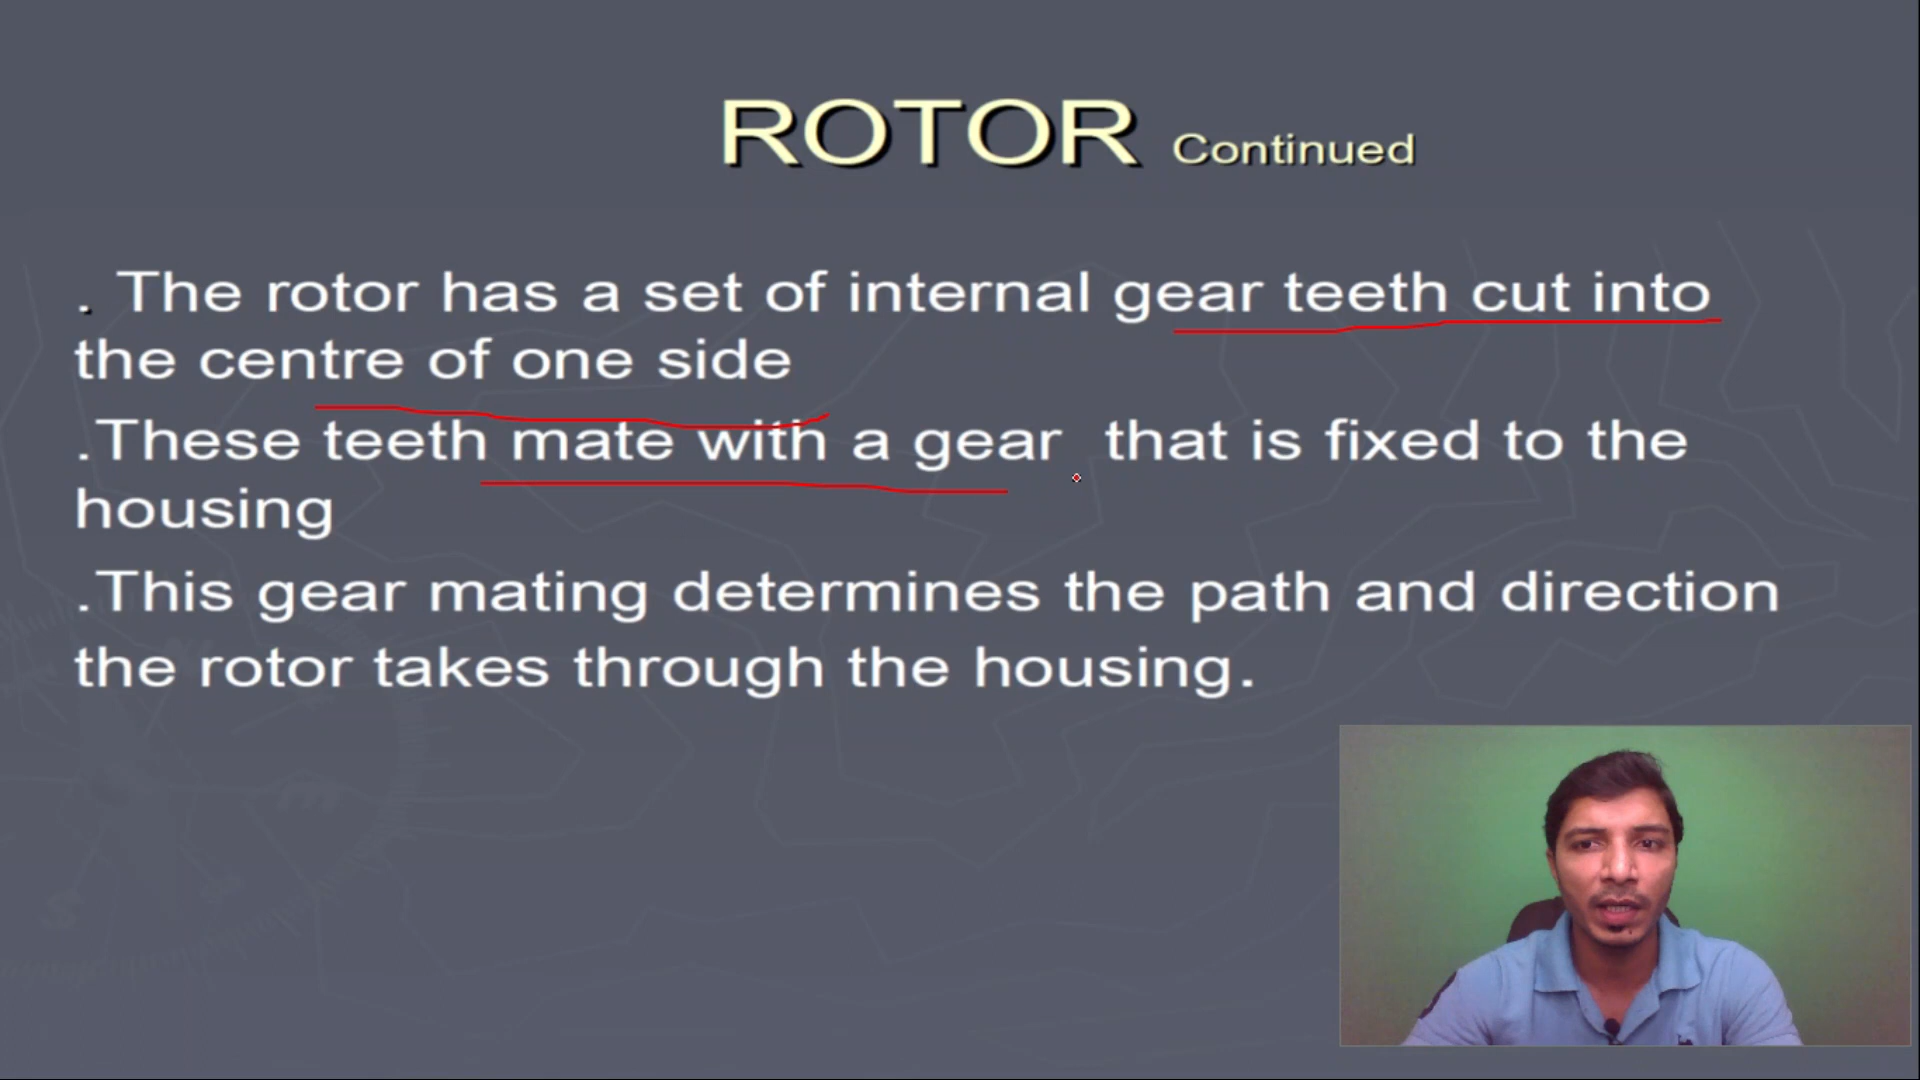 ROTOR Continued
. The rotor has a set of internal gear teeth cut into
the centre of one side
.These teeth mate with a gear that is fixed to the
housing
.This gear mating determines the path and direction
the rotor takes through the housing.